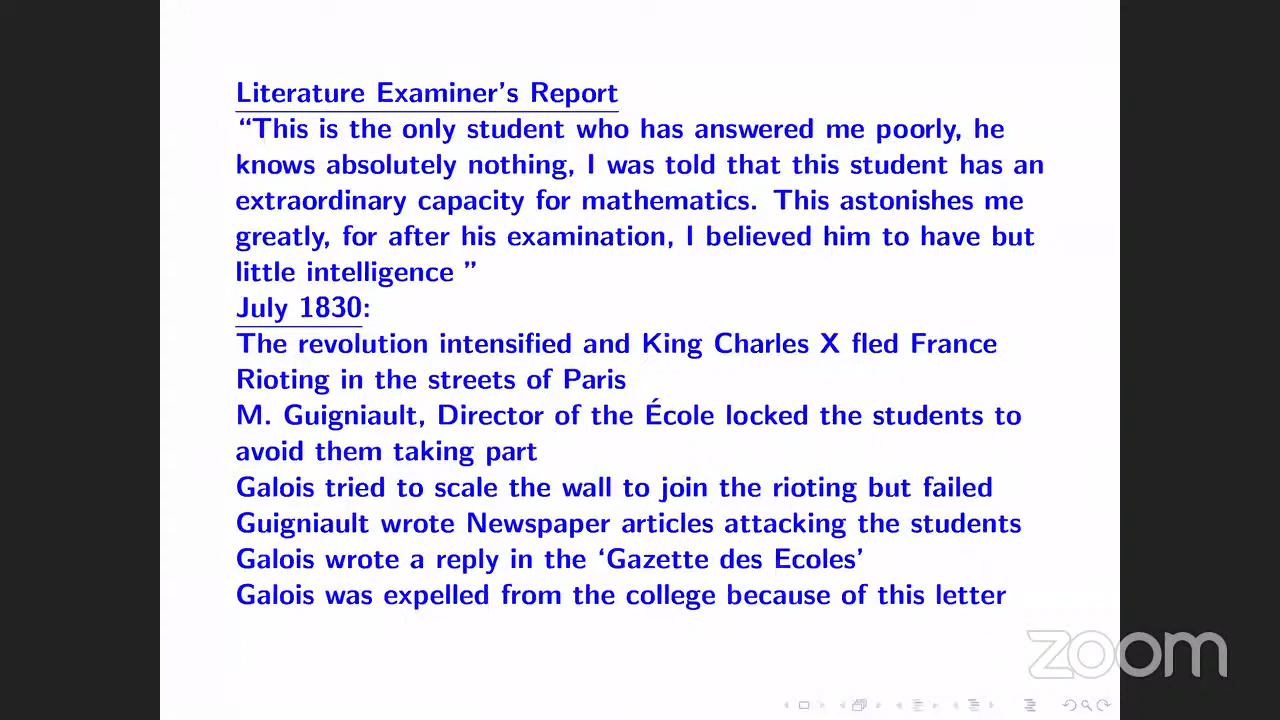 Literature Examiner's Report
“This is the only student who has answered me poorly, he
knows absolutely nothing, I was told that this student has an
extraordinary capacity for mathematics. This astonishes me
greatly, for after his examination, I believed him to have but
little intelligence ”
July 1830:
The revolution intensified and King Charles X fled France
Rioting in the streets of Paris
M. Guigniault, Director of the École locked the students to
avoid them taking part
Galois tried to scale the wall to join the rioting but failed
Guigniault wrote Newspaper articles attacking the students
Galois wrote a reply in the ‘Gazette des Ecoles’
Galois was expelled from the college because of this letter
zoom